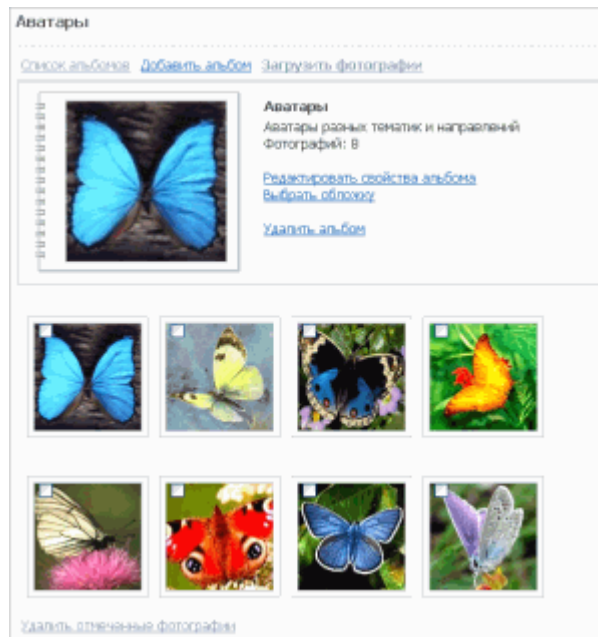 Аватары
Список альбомов Добавить альбом Загрузить фотографии
Аватары
Аватары разных тематик и направлений
Фотографий: 8
Редактировать свойства альбома
Выбрать обложку
Удалить альбом
Удалить отмеченные фотографии